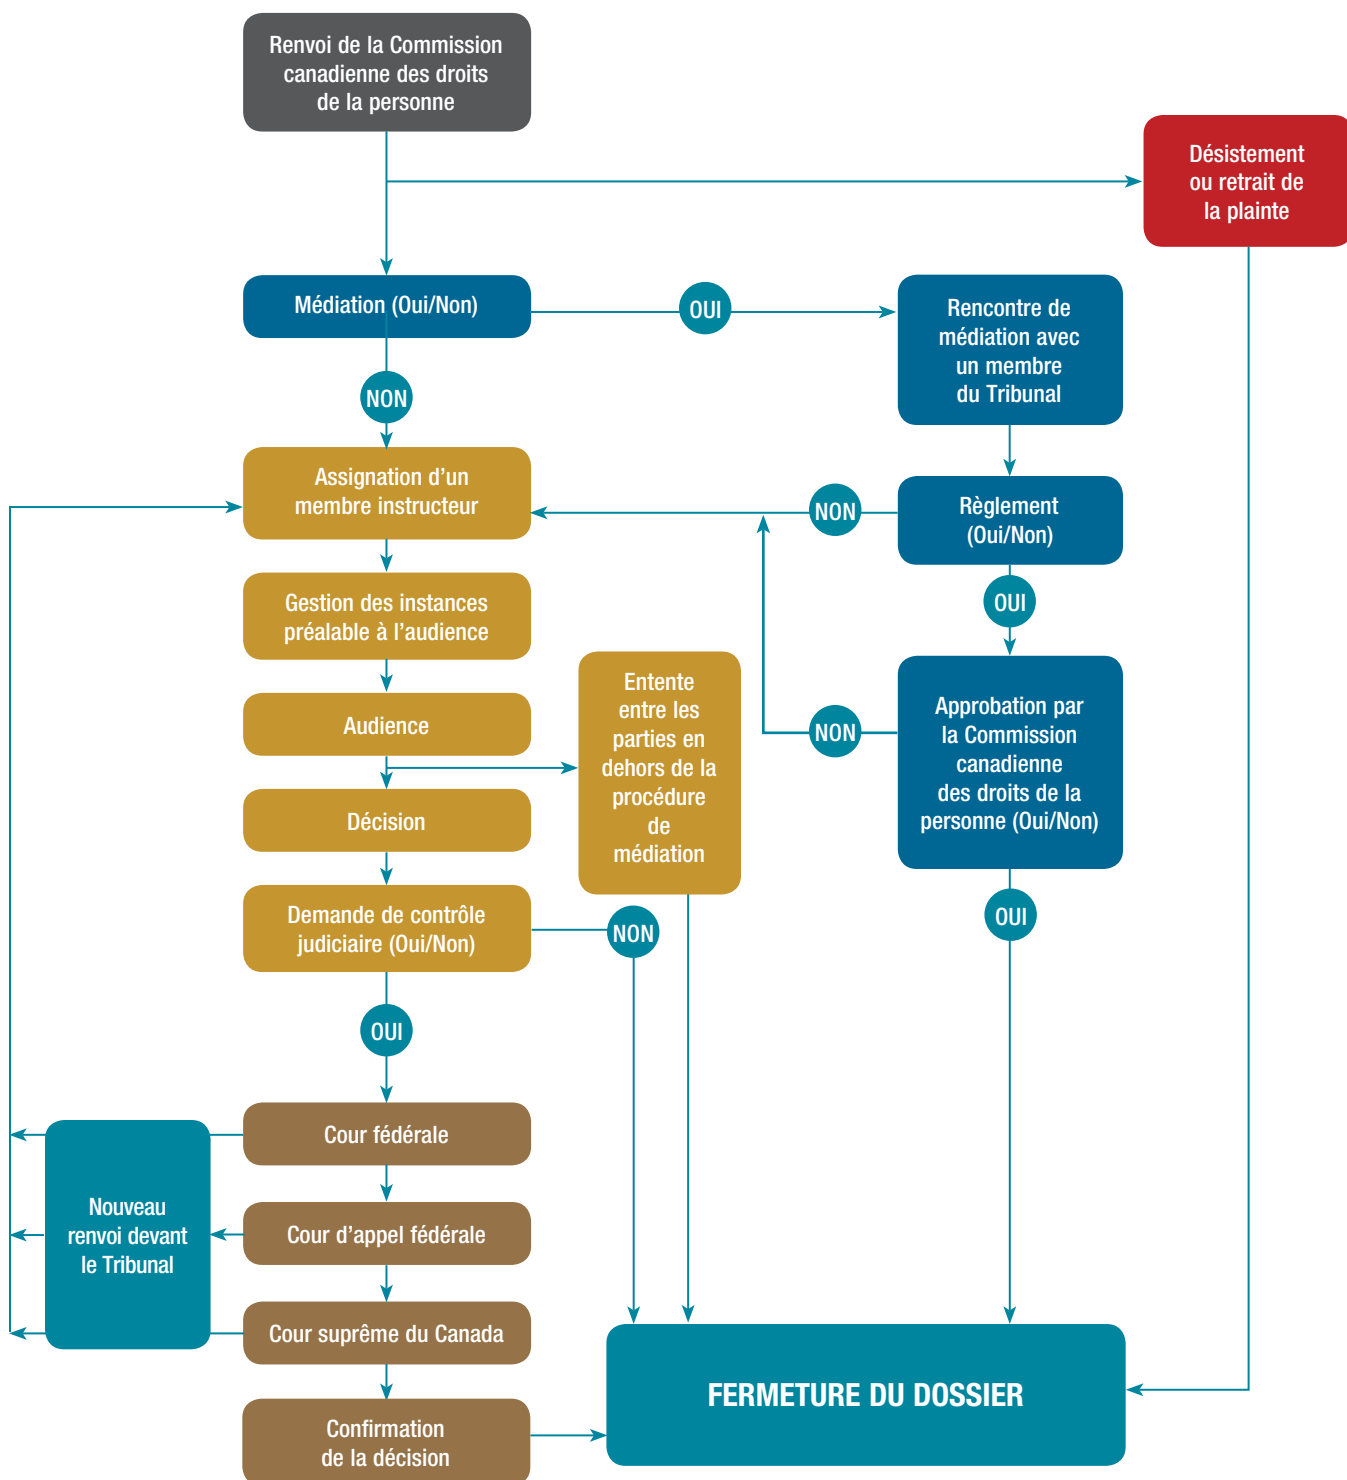 Renvoi de la Commission
canadienne des droits
de la personne
Désistement
ou retrait de
la plainte
Médiation (Oui/Non)
OUI
Rencontre de
médiation avec
un membre
du Tribunal
NON
Assignation d’un
membre instructeur
NON
Règlement
(Oui/Non)
Gestion des instances
préalable à l’audience
OUI
Entente
entre les
parties en
dehors de la
procédure
de
médiation
Audience
NON
Approbation par
la Commission
canadienne
des droits de la
personne (Oui/Non)
Décision
Demande de contrôle
judiciaire (Oui/Non)
NON
OUI
OUI
Cour fédérale
Nouveau
renvoi devant
le Tribunal
Cour d’appel fédérale
Cour suprême du Canada
FERMETURE DU DOSSIER
Confirmation
de la décision